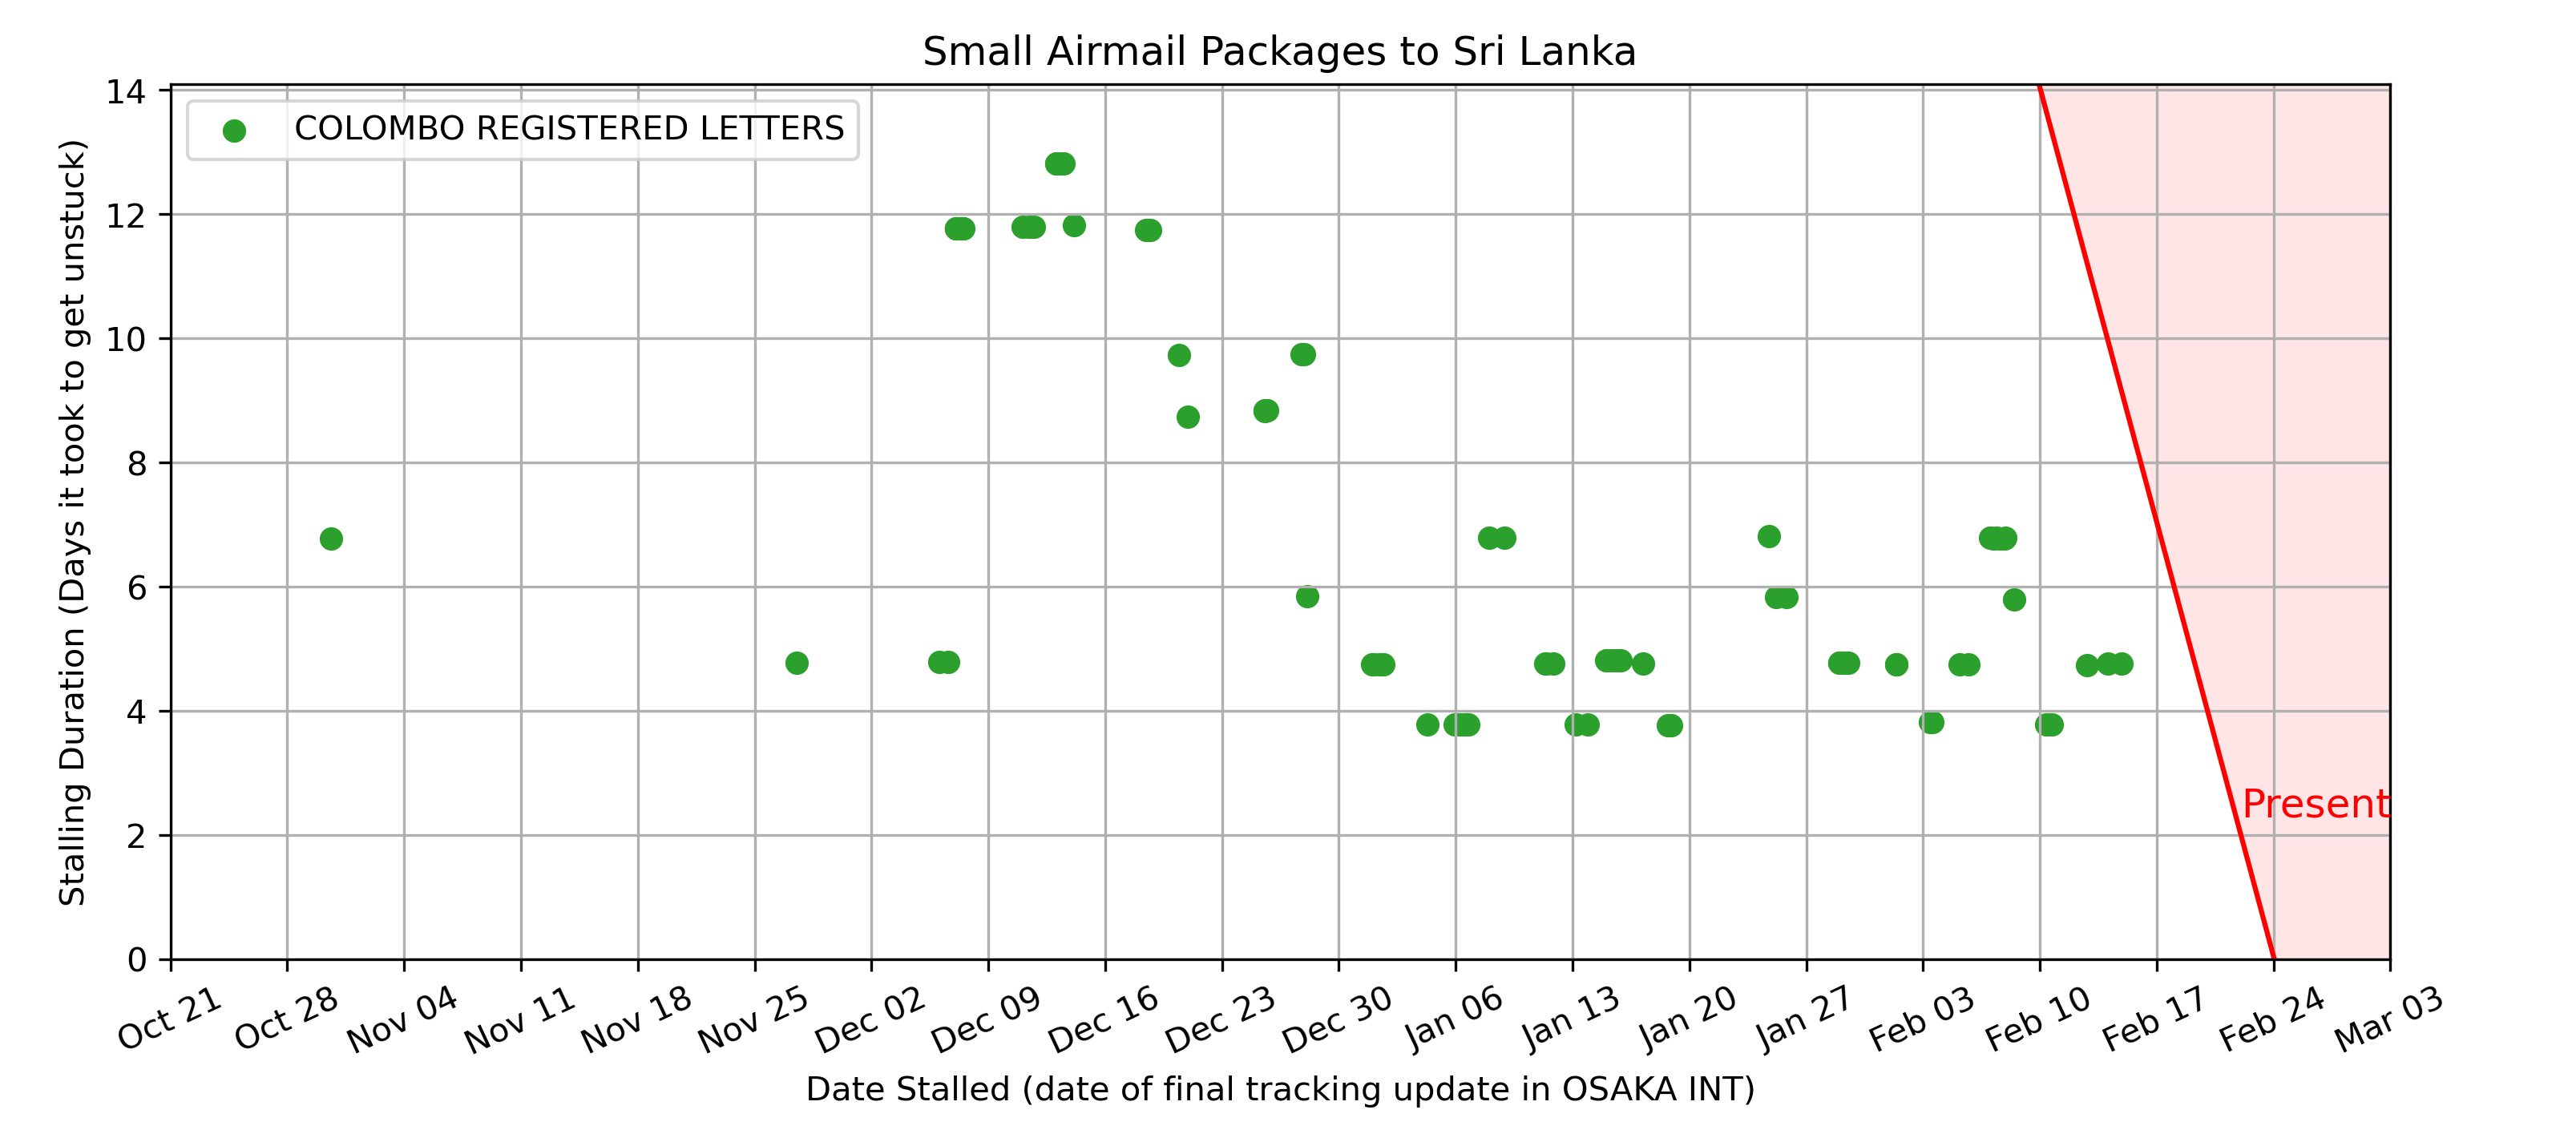 Small Airmail Packages to Sri Lanka
COLOMBO REGISTERED LETTERS
Stalling Duration (Days it took to get unstuck)
14
12
10
8
6
4
2
0
Present
Oct 21 Oct 28 Nov 04 Nov 11 Nov 18 Nov 25 Dec 02 Dec 09 Dec 16 Dec 23 Dec 30 Jan 06 Jan 13 Jan 20 Jan 27 Feb 03 Feb 10 Feb 17 Feb 24 Mar 03
Date Stalled (date of final tracking update in OSAKA INT)